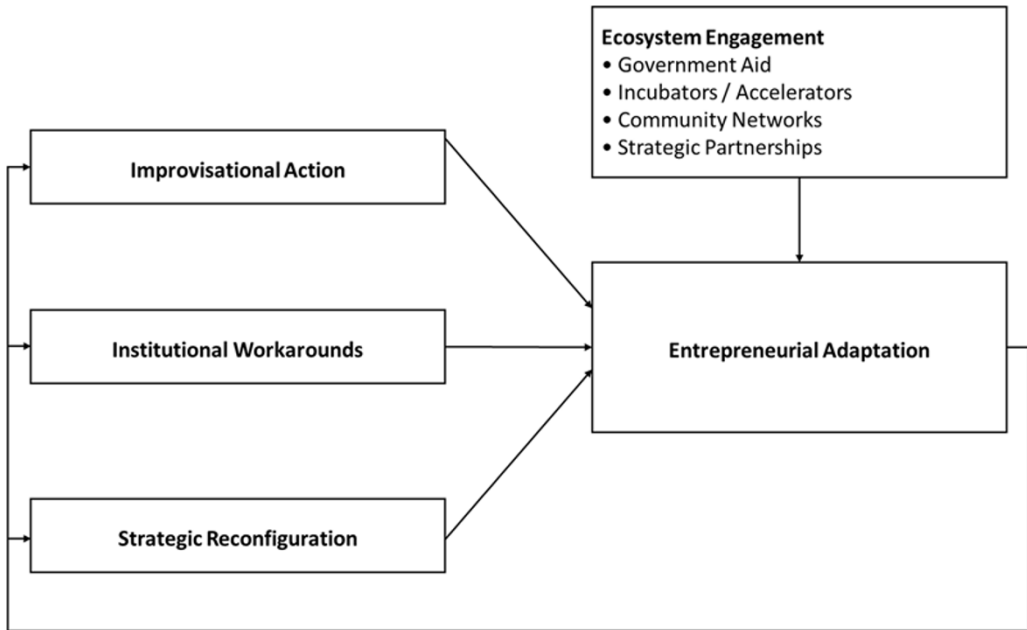 Ecosystem Engagement
• Government Aid
• Incubators / Accelerators
• Community Networks
• Strategic Partnerships
Improvisational Action
Institutional Workarounds
Entrepreneurial Adaptation
Strategic Reconfiguration